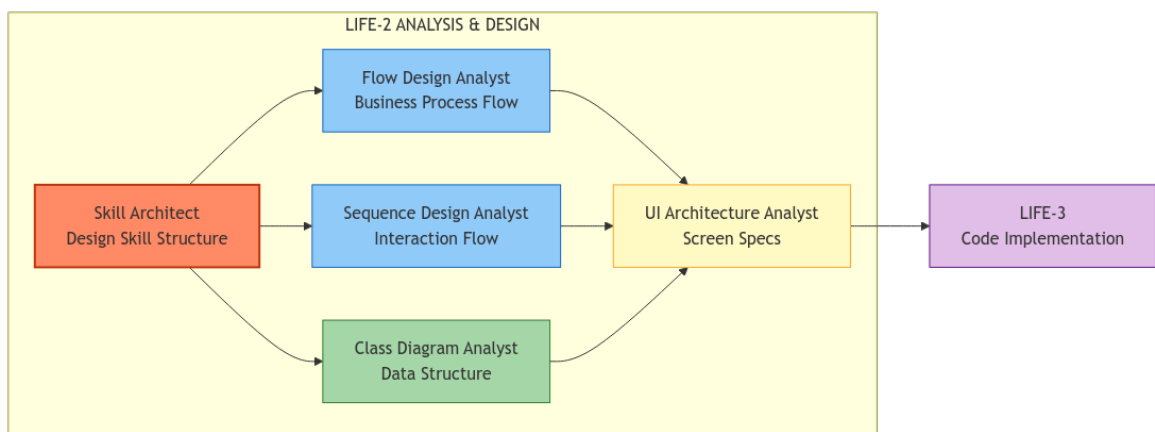 LIFE-2 ANALYSIS & DESIGN
Flow Design Analyst
Business Process Flow
Skill Architect
Design Skill Structure
Sequence Design Analyst
Interaction Flow
UI Architecture Analyst
Screen Specs
LIFE-3
Code Implementation
Class Diagram Analyst
Data Structure